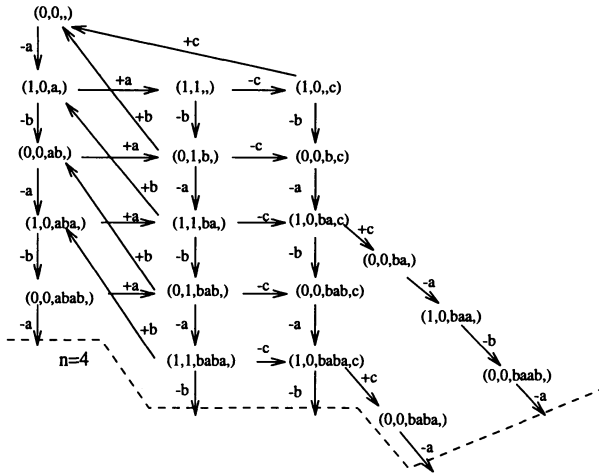 (0,0,,)
-a +c
(1,0,a,) +a (1,1,,) -c (1,0,,c)
-b +b -b -b
(0,0,ab,) +a (0,1,b,) -c (0,0,b,c)
-a +b -a -a
(1,0,aba,) +a (1,1,ba,) -c (1,0,ba,c) +c
-b +b -b -b (0,0,ba,)
(0,0,abab,) +a (0,1,bab,) -c (0,0,bab,c) -a
-a +b -a -a (1,0,baa,)
n=4 (1,1,baba,) -c (1,0,baba,c) -b
-b -b +c (0,0,baab,)
(0,0,baba,) -a
-a